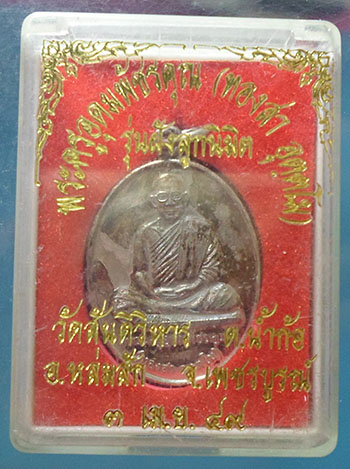 พระครูอุดมพัชรคุณ (ทองสา
รุ่นฝังลูกนิมิต
วัดสันติวิหาร ต.น้ำก้อ
อ.หล่มสัก จ.เพชรบูรณ์
๓ เม.ย. ๔๙